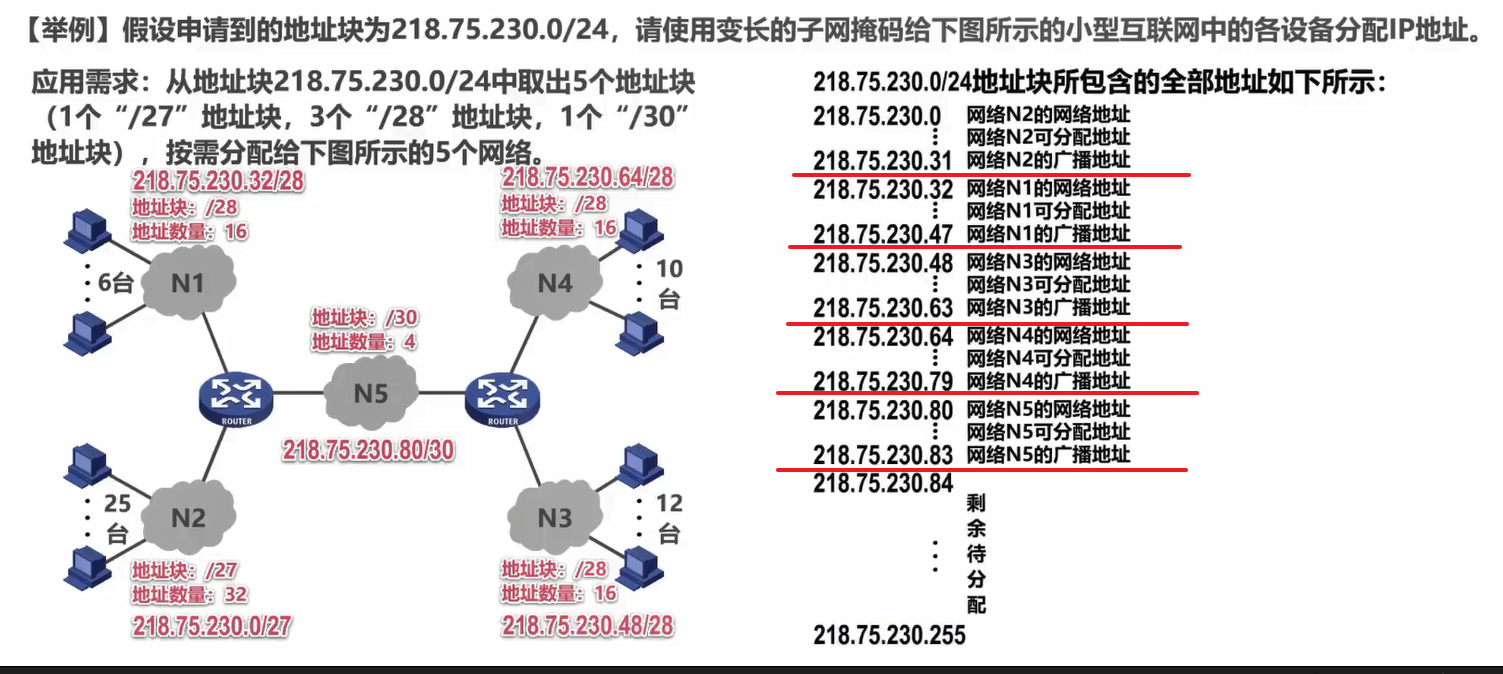 【举例】假设申请到的地址块为218.75.230.0/24，请使用变长的子网掩码给下图所示的小型互联网中的各设备分配IP地址。
应用需求：从地址块218.75.230.0/24中取出5个地址块
（1个“/27”地址块，3个“/28”地址块，1个“/30”
地址块），按需分配给下图所示的5个网络。
218.75.230.32/28
地址块：/28
地址数量：16
6台
N1
218.75.230.64/28
地址块：/28
地址数量：16
N4
10
台
地址块：/30
地址数量：4
N5
ROUTER
ROUTER
218.75.230.80/30
25
台
N2
地址块：/27
地址数量：32
218.75.230.0/27
N3
12
台
地址块：/28
地址数量：16
218.75.230.48/28
218.75.230.0/24地址块所包含的全部地址如下所示：
218.75.230.0 网络N2的网络地址
⋮ 网络N2可分配地址
218.75.230.31 网络N2的广播地址
218.75.230.32 网络N1的网络地址
⋮ 网络N1可分配地址
218.75.230.47 网络N1的广播地址
218.75.230.48 网络N3的网络地址
⋮ 网络N3可分配地址
218.75.230.63 网络N3的广播地址
218.75.230.64 网络N4的网络地址
⋮ 网络N4可分配地址
218.75.230.79 网络N4的广播地址
218.75.230.80 网络N5的网络地址
⋮ 网络N5可分配地址
218.75.230.83 网络N5的广播地址
218.75.230.84
剩
余
⋮ 待
分
配
218.75.230.255